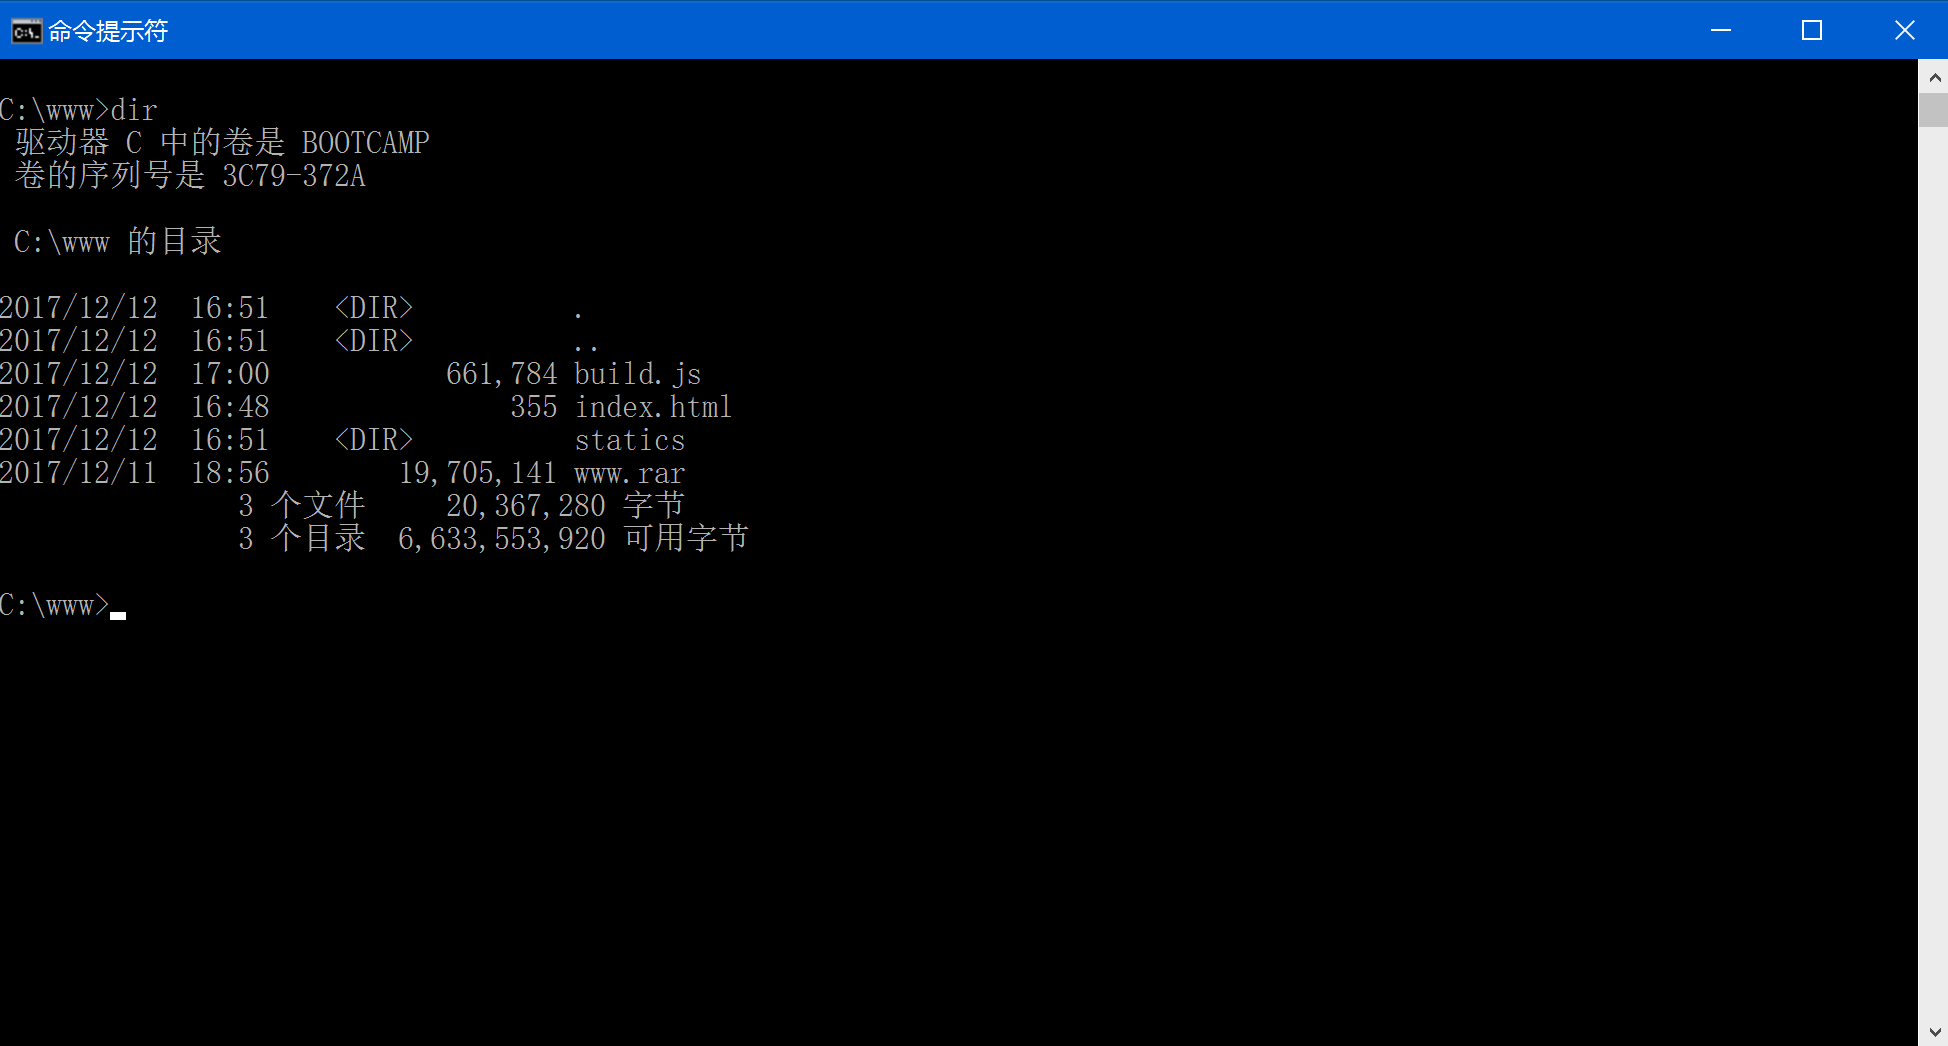 命令提示符
C:\www>dir
 驱动器 C 中的卷是 BOOTCAMP
 卷的序列号是 3C79-372A
 C:\www 的目录
2017/12/12  16:51    <DIR>          .
2017/12/12  16:51    <DIR>          ..
2017/12/12  17:00           661,784 build.js
2017/12/12  16:48               355 index.html
2017/12/12  16:51    <DIR>          statics
2017/12/11  18:56        19,705,141 www.rar
               3 个文件     20,367,280 字节
               3 个目录  6,633,553,920 可用字节
C:\www>